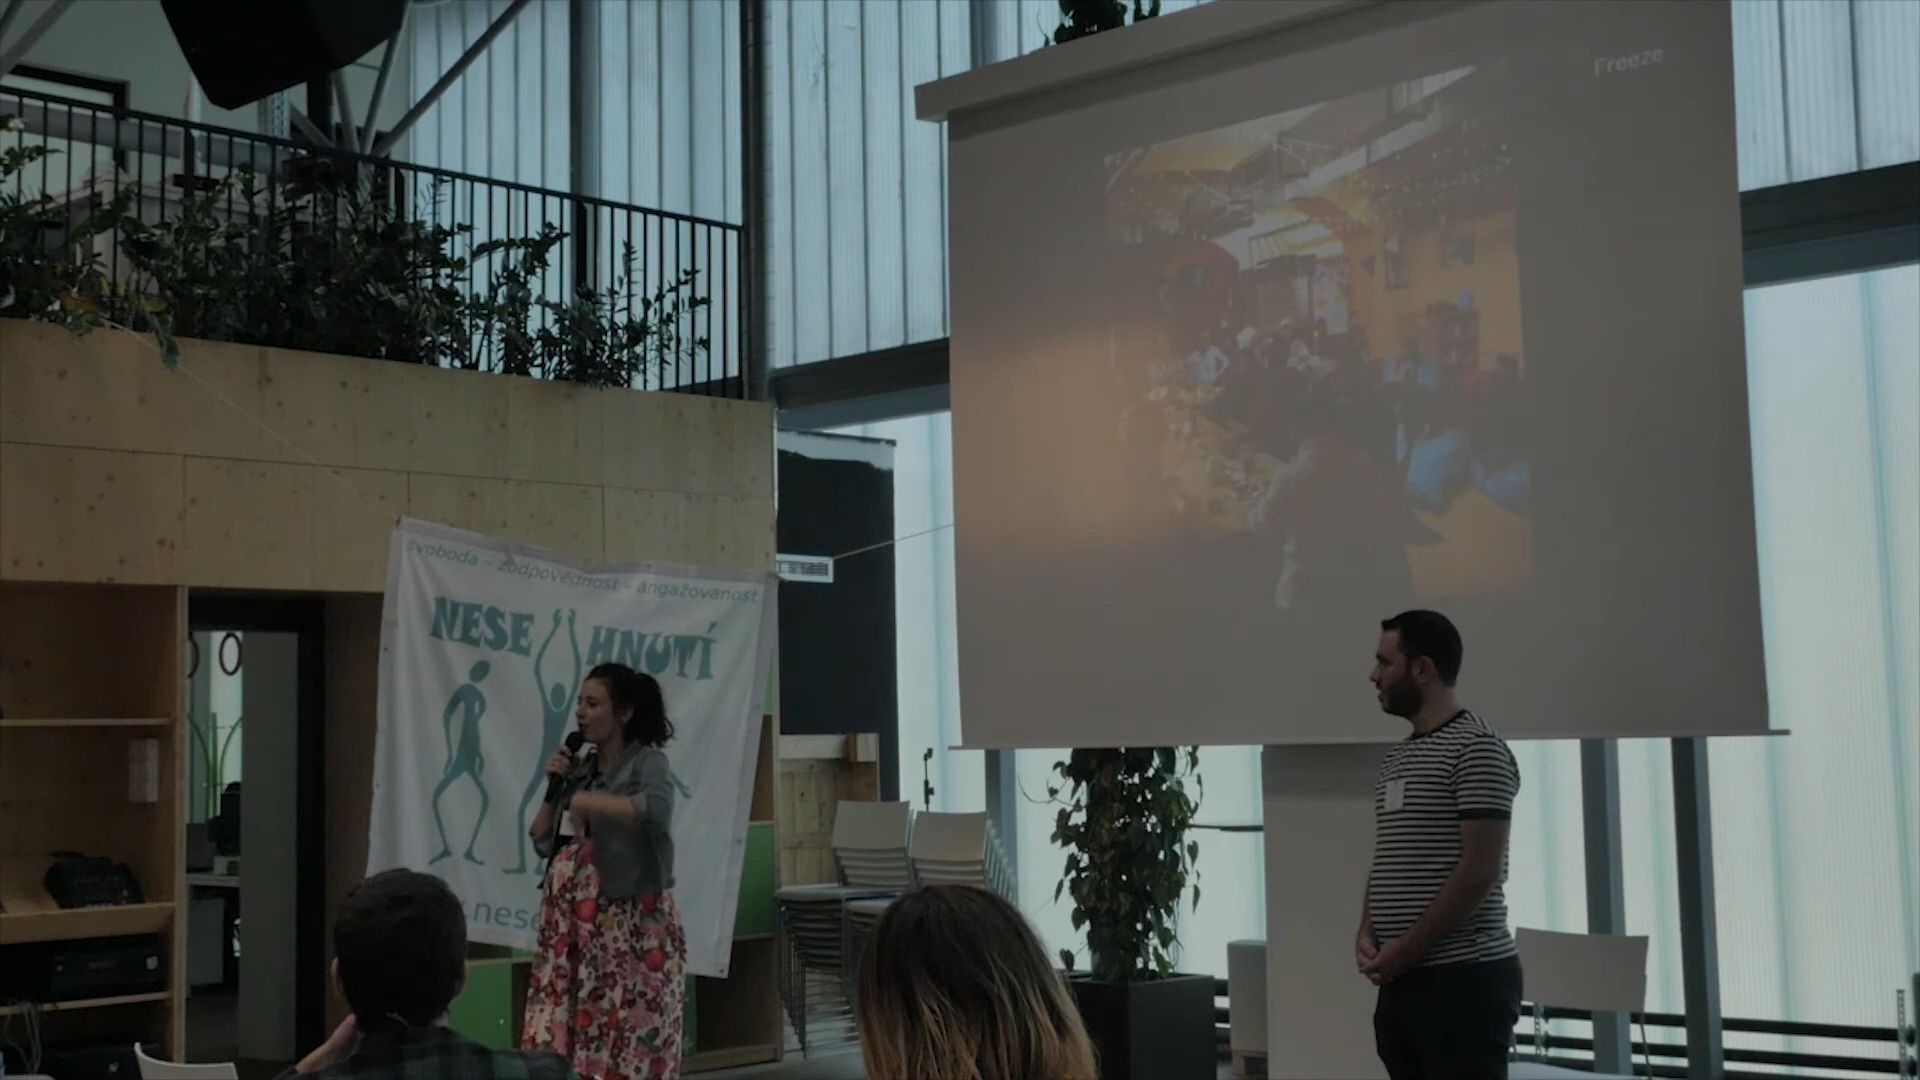 Freeze
svoboda - zodpovědnost - angažovanost
NESE HNUTÍ
.nese